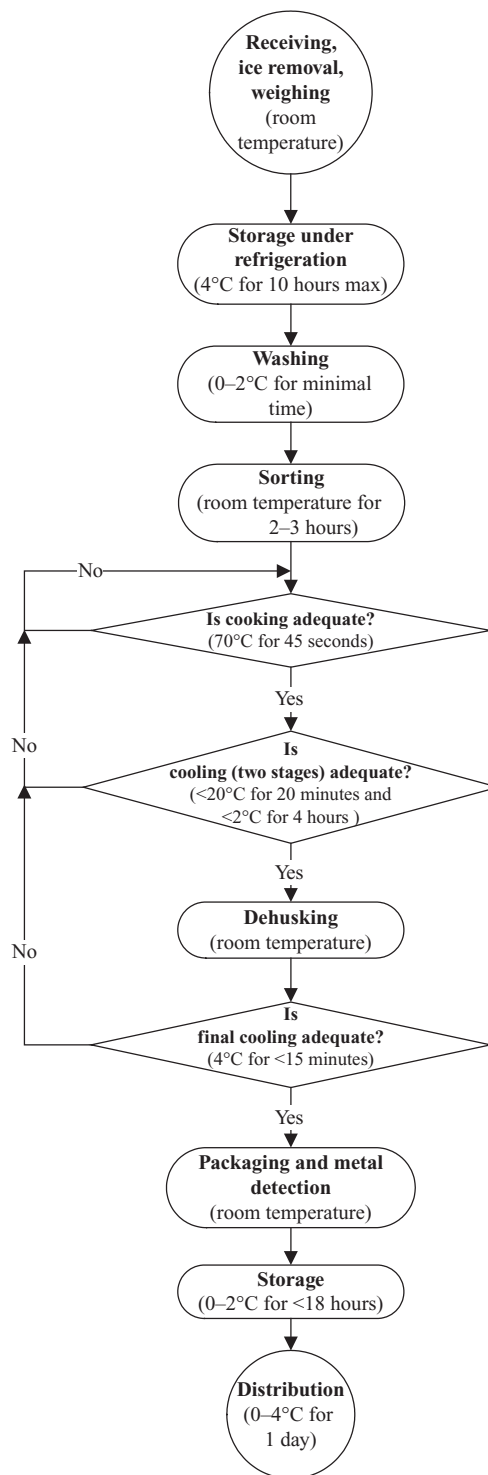 Receiving,
ice removal,
weighing
(room
temperature)
Storage under
refrigeration
(4°C for 10 hours max)
Washing
(0–2°C for minimal
time)
Sorting
(room temperature for
2–3 hours)
No
Is cooking adequate?
(70°C for 45 seconds)
Yes
No
Is
cooling (two stages) adequate?
(<20°C for 20 minutes and
<2°C for 4 hours )
Yes
Dehusking
(room temperature)
No
Is
final cooling adequate?
(4°C for <15 minutes)
Yes
Packaging and metal
detection
(room temperature)
Storage
(0–2°C for <18 hours)
Distribution
(0–4°C for
1 day)